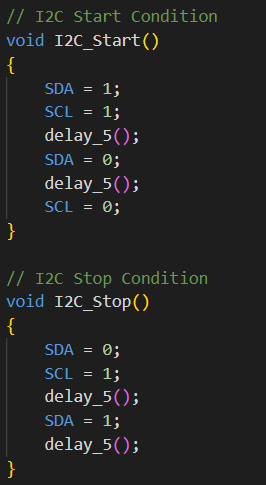 // I2C Start Condition
void I2C_Start()
{
    SDA = 1;
    SCL = 1;
    delay_5();
    SDA = 0;
    delay_5();
    SCL = 0;
}

// I2C Stop Condition
void I2C_Stop()
{
    SDA = 0;
    SCL = 1;
    delay_5();
    SDA = 1;
    delay_5();
}